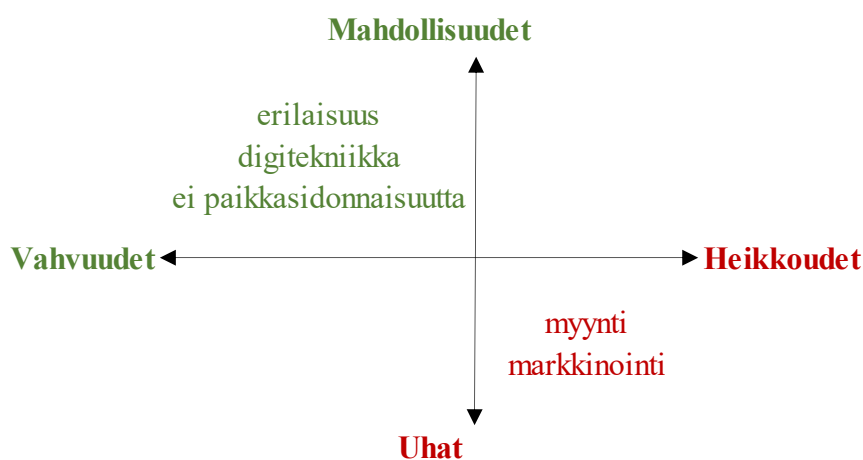 Mahdollisuudet
erilaisuus
digitekniikka
ei paikkasidonnaisuutta
Vahvuudet
Heikkoudet
myynti
markkinointi
Uhat